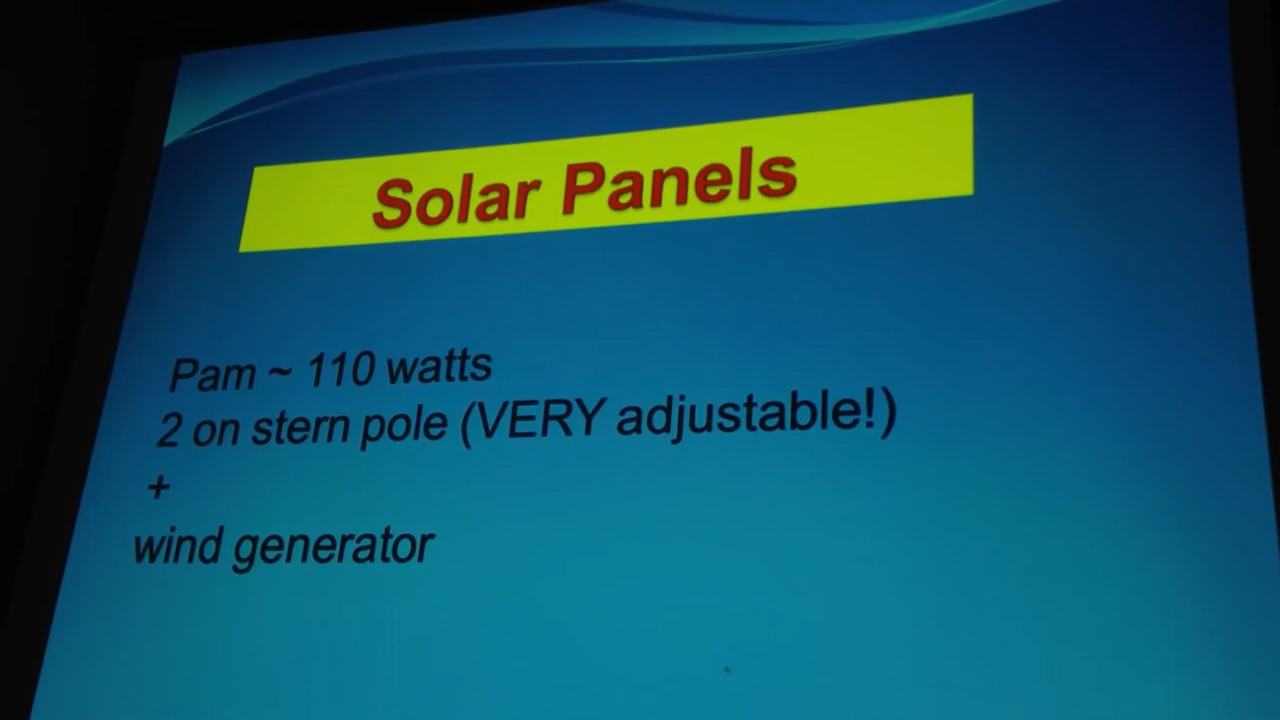 Solar Panels
Pam ~ 110 watts
2 on stern pole (VERY adjustable!)
+
wind generator